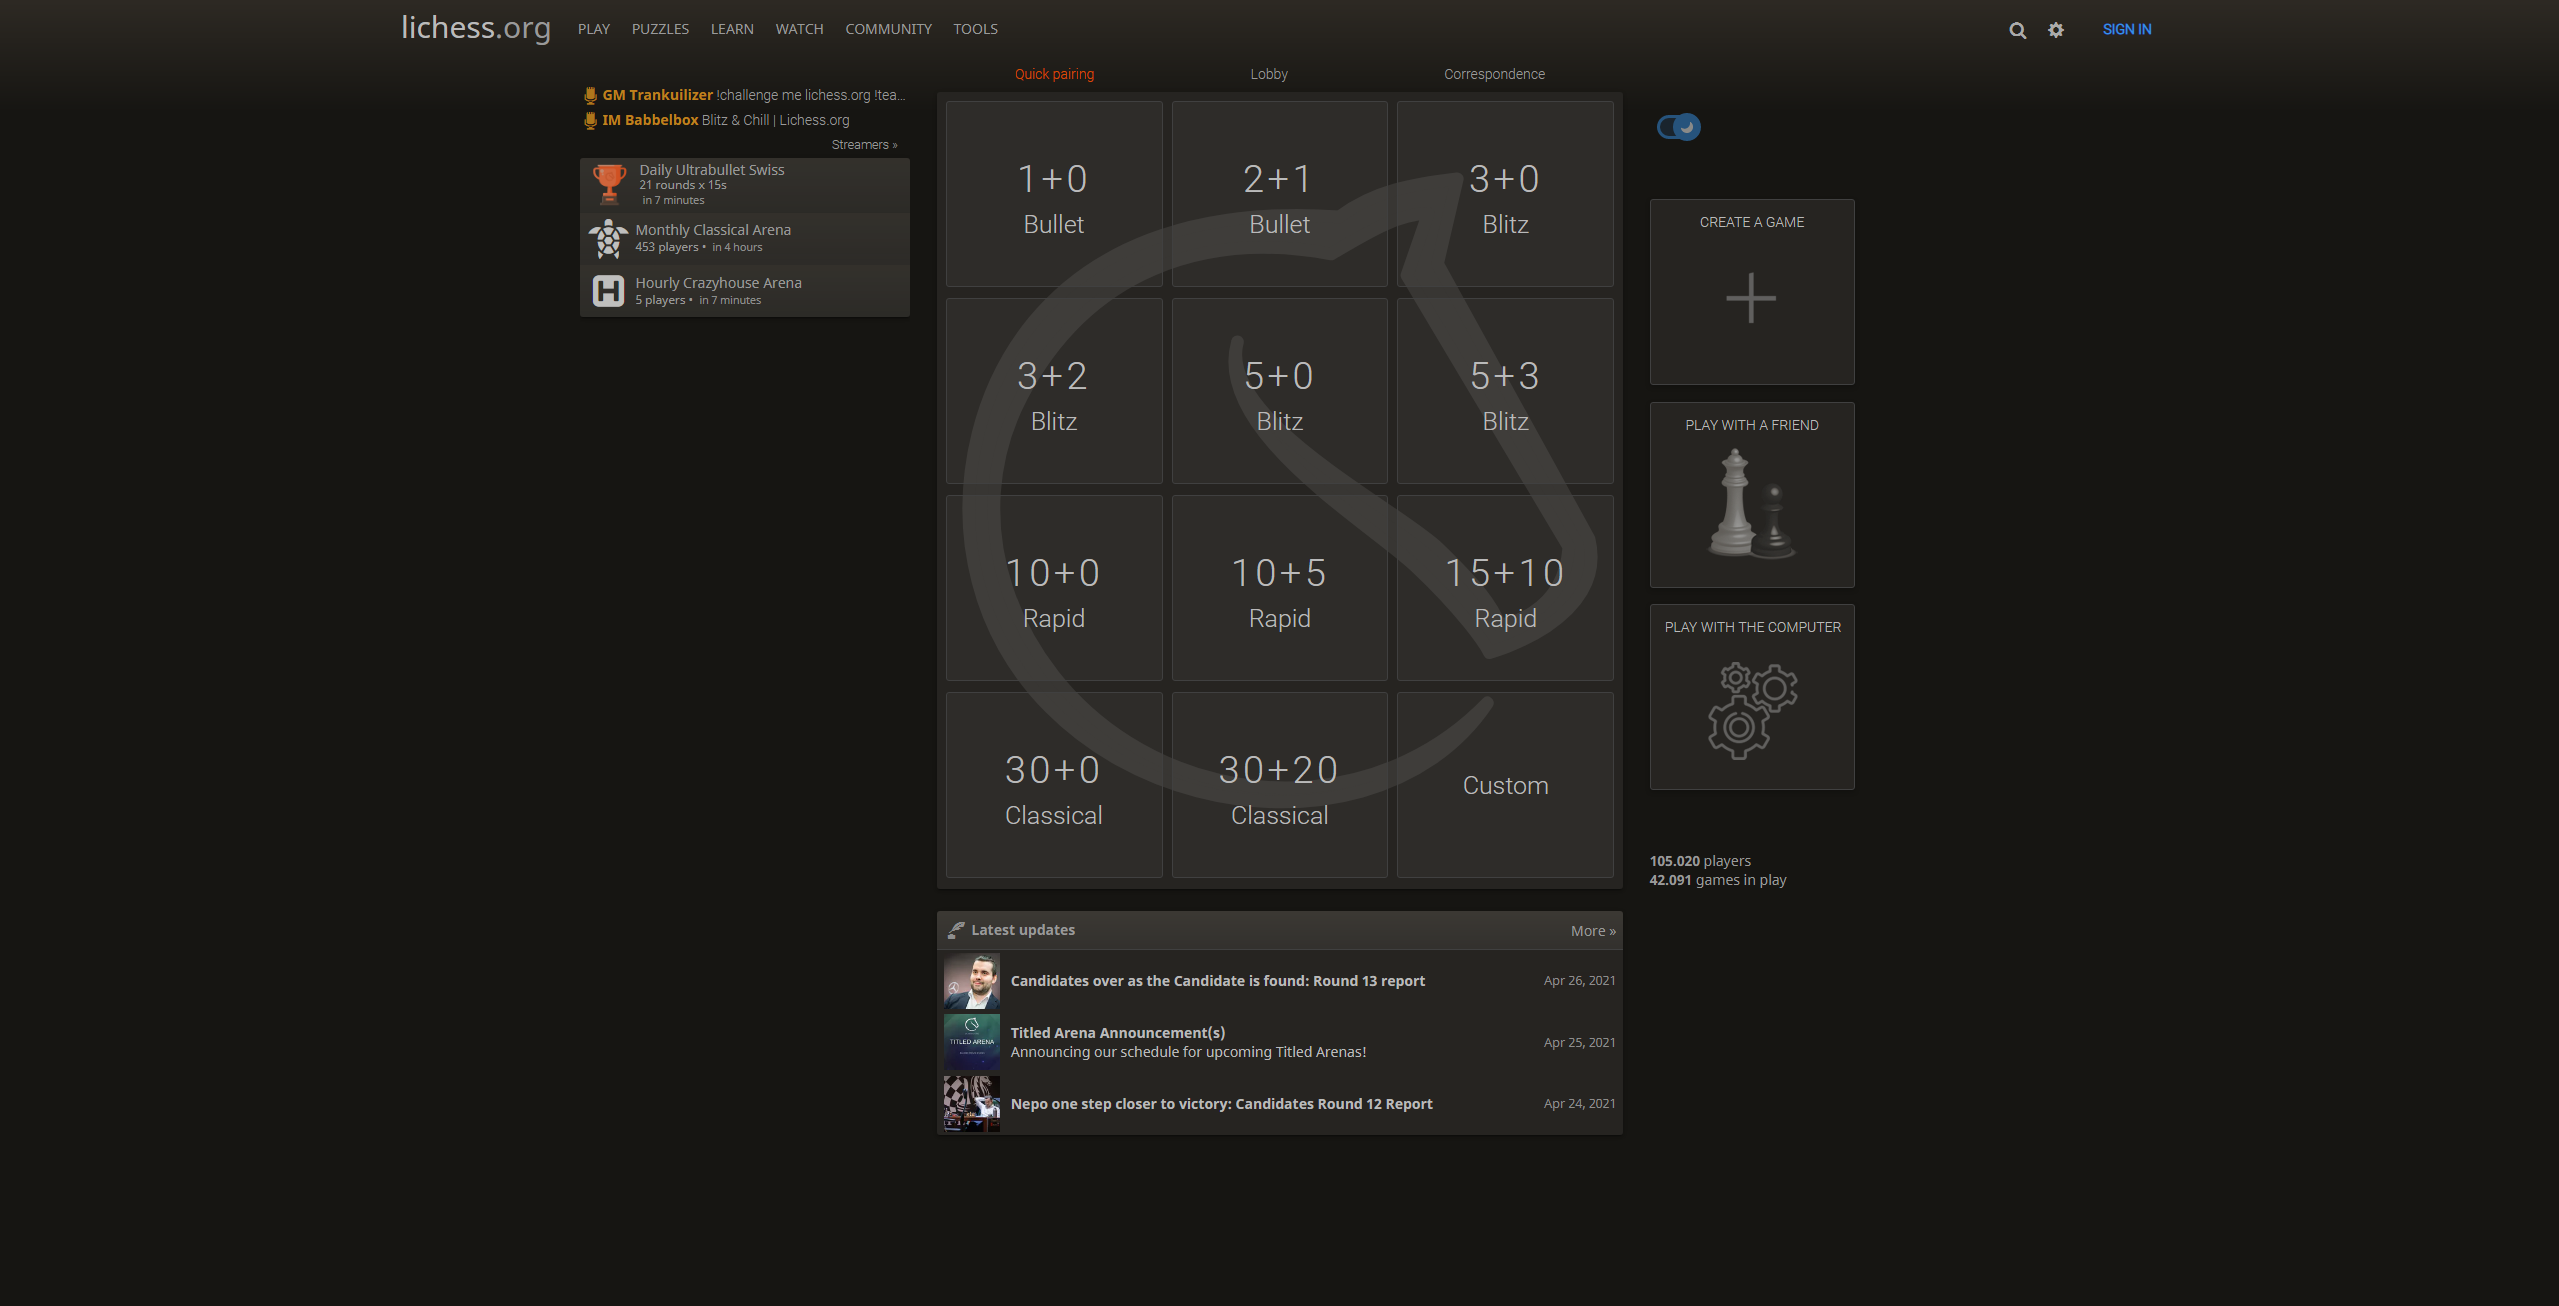 lichess.org
PLAY
PUZZLES
LEARN
WATCH
COMMUNITY
TOOLS
SIGN IN
GM Trankuilizer !challenge me lichess.org !tea...
IM Babbelbox Blitz & Chill | Lichess.org
Streamers »
Daily Ultrabullet Swiss
21 rounds x 15s
in 7 minutes
Monthly Classical Arena
453 players • in 4 hours
H
Hourly Crazyhouse Arena
5 players • in 7 minutes
Quick pairing
Lobby
Correspondence
1+0
Bullet
2+1
Bullet
3+0
Blitz
3+2
Blitz
5+0
Blitz
5+3
Blitz
10+0
Rapid
10+5
Rapid
15+10
Rapid
30+0
Classical
30+20
Classical
Custom
CREATE A GAME
PLAY WITH A FRIEND
PLAY WITH THE COMPUTER
105.020 players
42.091 games in play
Latest updates
More »
Candidates over as the Candidate is found: Round 13 report
Apr 26, 2021
TITLED ARENA
Titled Arena Announcement(s)
Announcing our schedule for upcoming Titled Arenas!
Apr 25, 2021
Nepo one step closer to victory: Candidates Round 12 Report
Apr 24, 2021